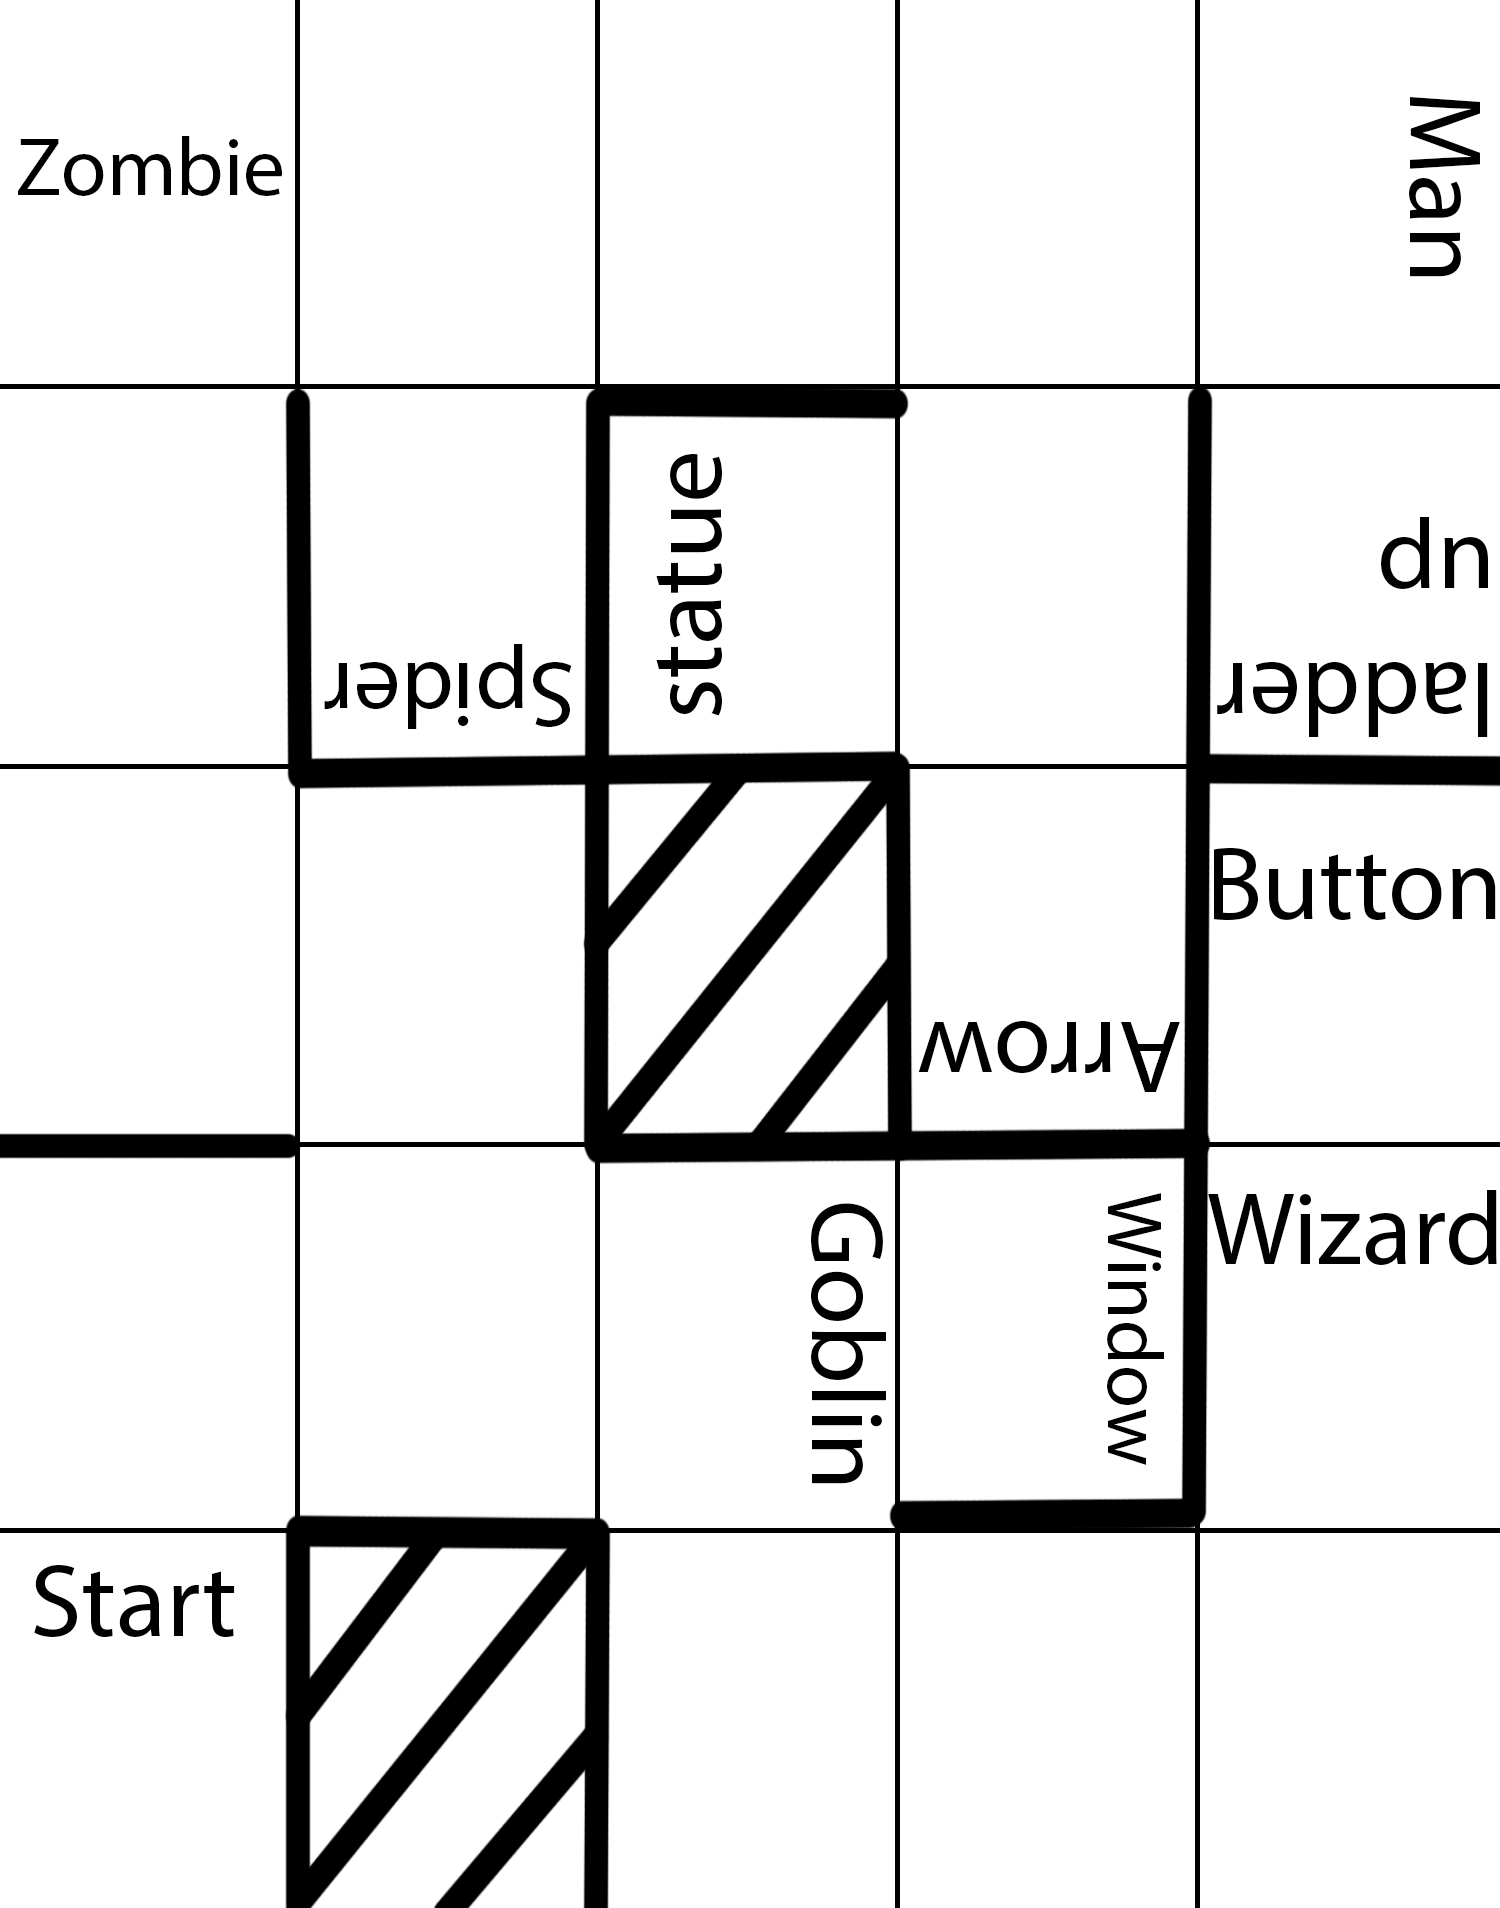 Zombie
Man
Spider
statue
ladder
up
Button
Arrow
Goblin
Window
Wizard
Start